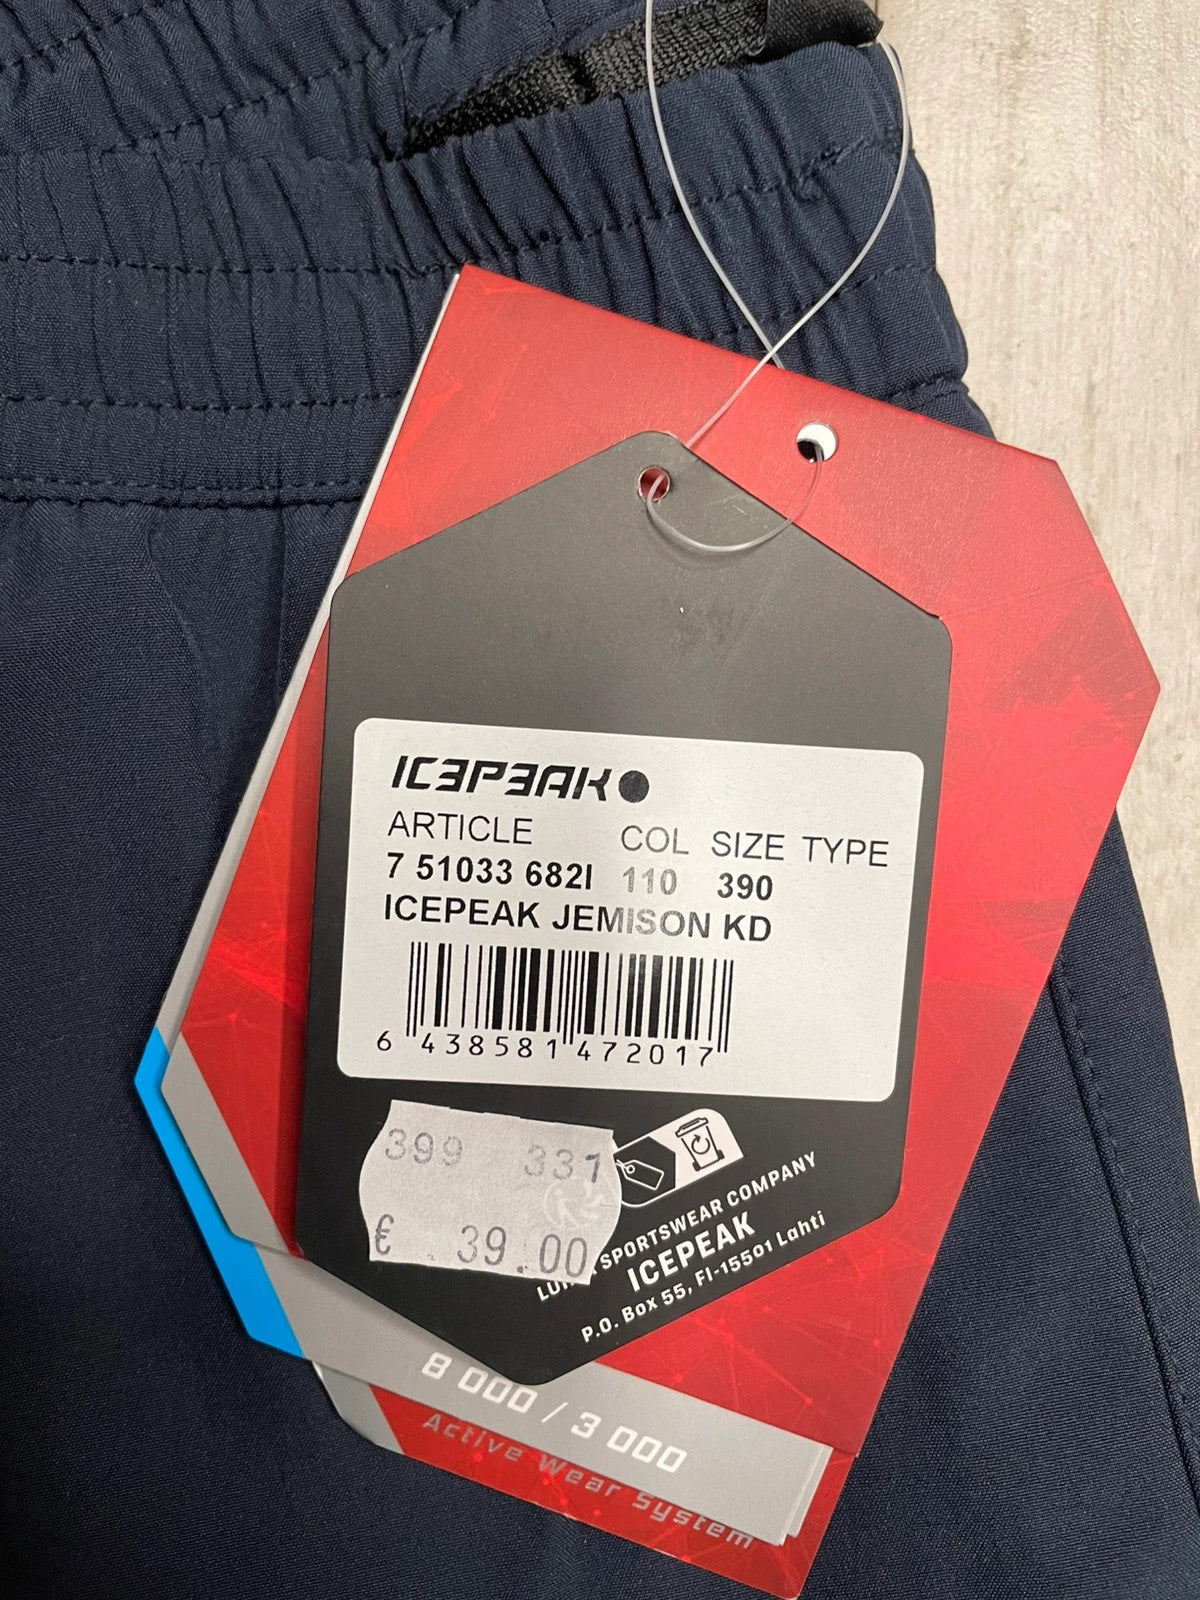 ICEPEAK
ARTICLE COL SIZE TYPE
7 51033 682I 110 390
ICEPEAK JEMISON KD
6 438581 472017
399 331
€ 39.00
SPORTSWEAR COMPANY
ICEPEAK
P.O. Box 55, FI-15501 Lahti
8 000 / 3 000
Active Wear System